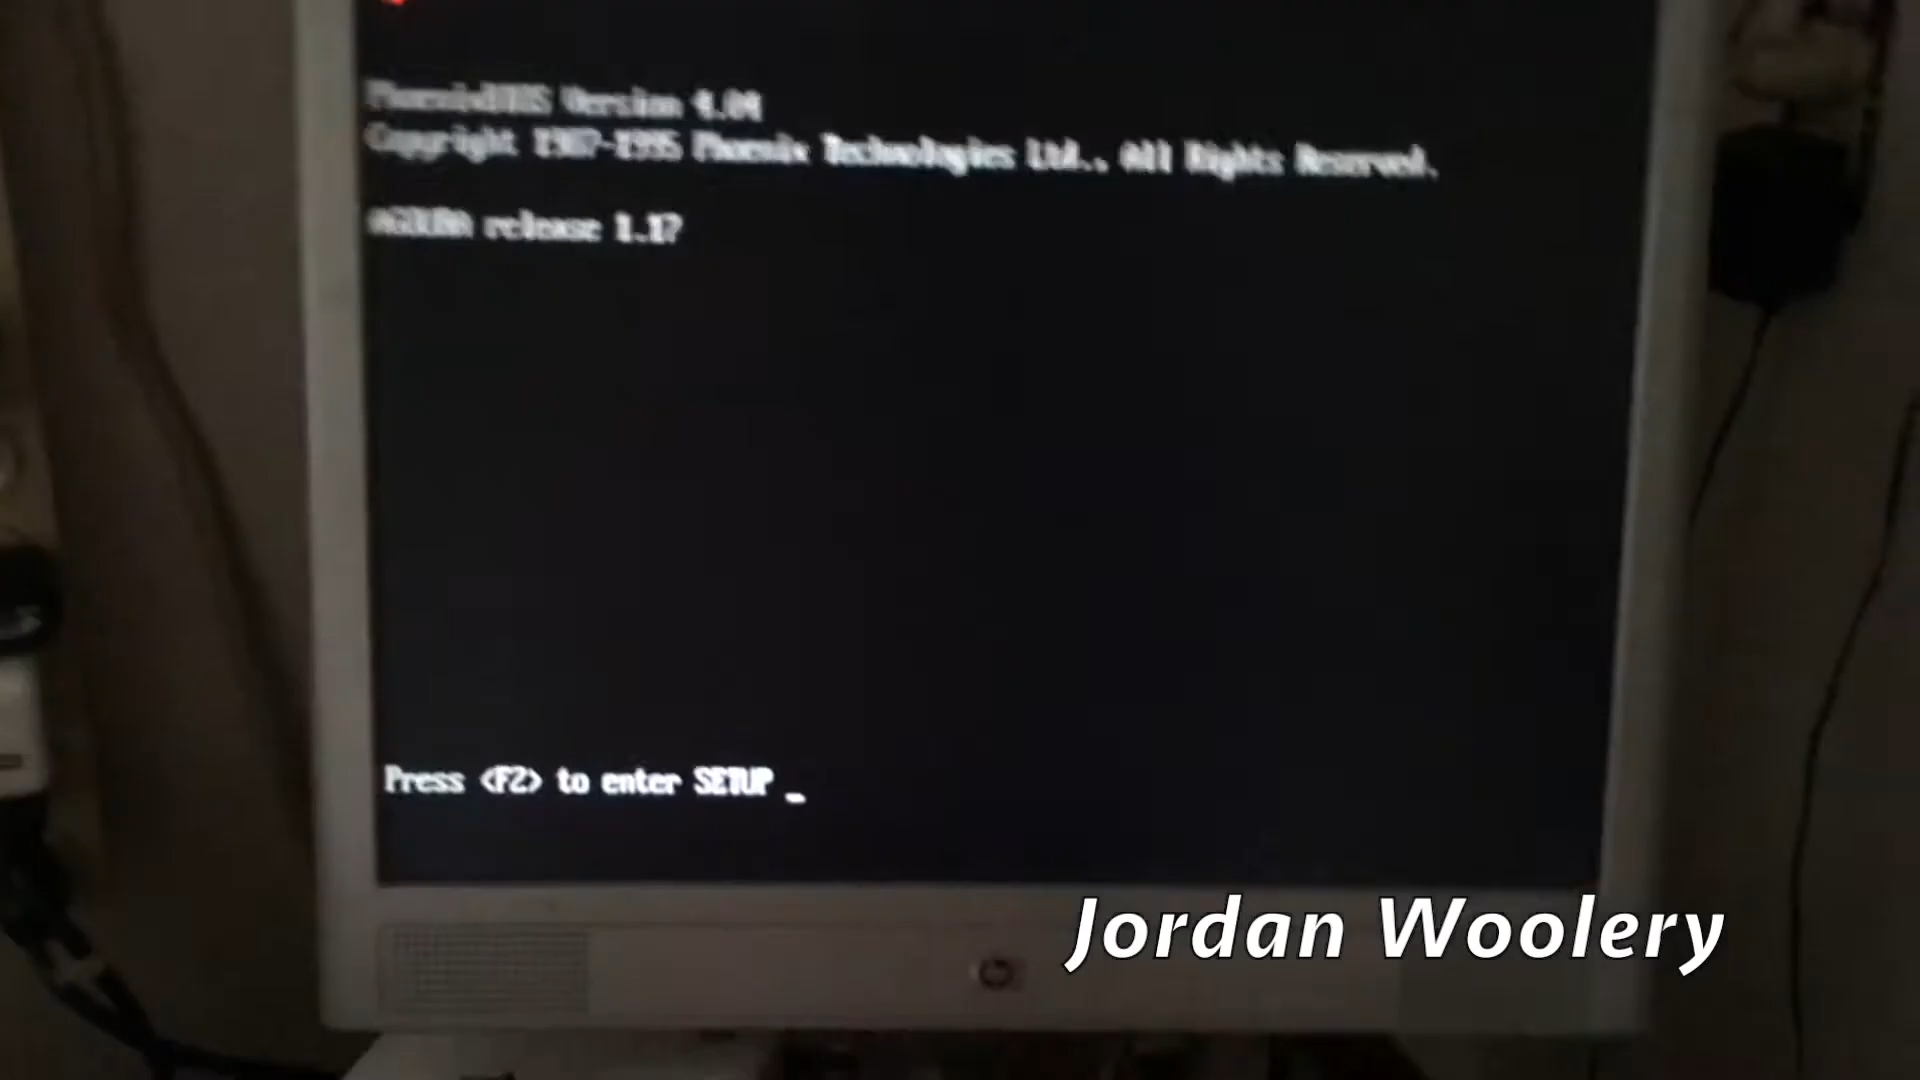 PhoenixBIOS Version 4.04
Copyright 1987-1995 Phoenix Technologies Ltd., All Rights Reserved.
release 1.17
Press <F2> to enter SETUP _
Jordan Woolery